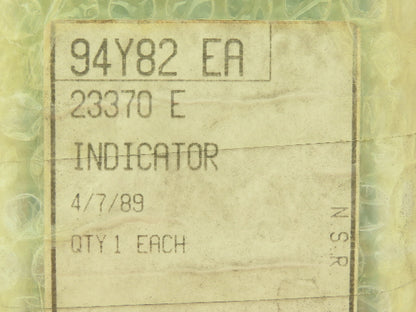 94Y82 EA
23370 E
INDICATOR
4/7/89
QTY 1 EACH
N S R